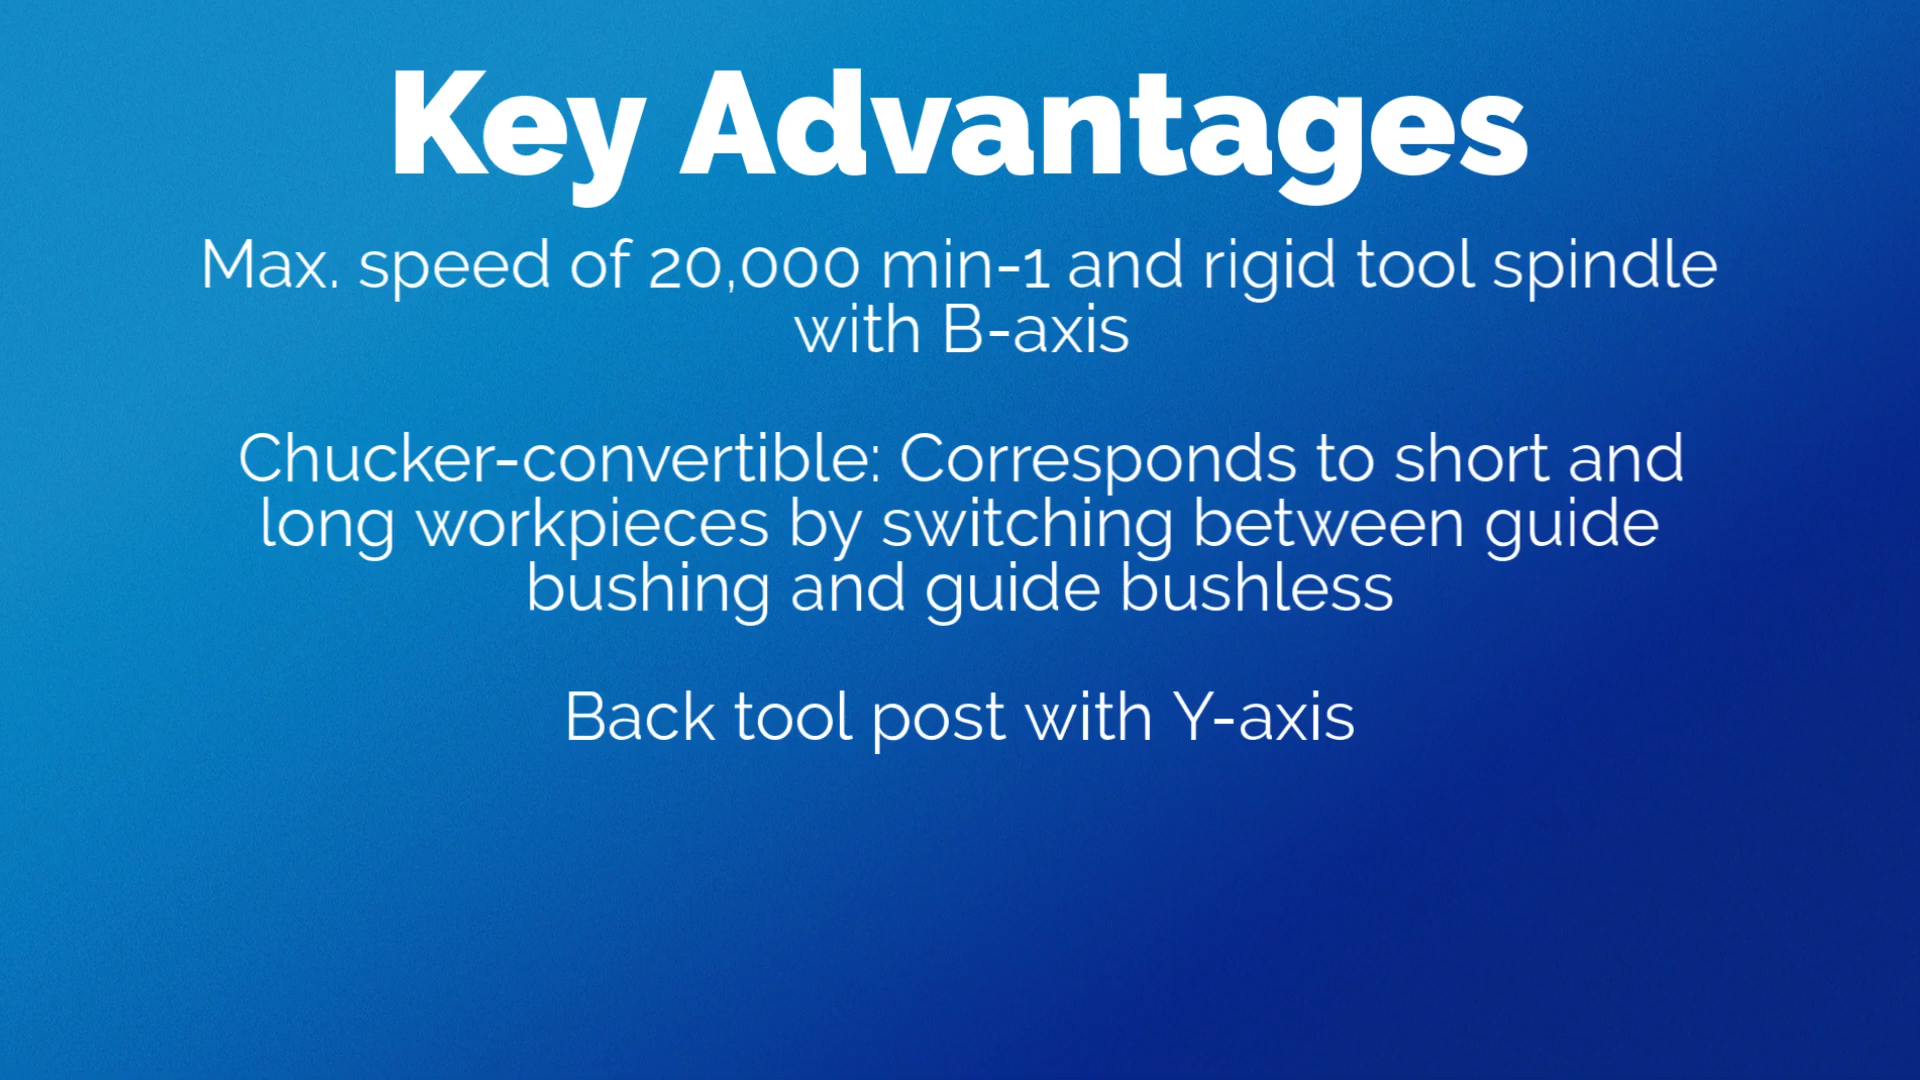 Key Advantages
Max. speed of 20,000 min-1 and rigid tool spindle
with B-axis
Chucker-convertible: Corresponds to short and
long workpieces by switching between guide
bushing and guide bushless
Back tool post with Y-axis